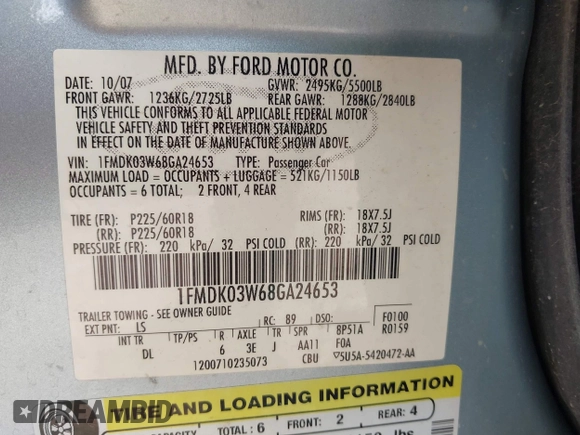 MFD. BY FORD MOTOR CO.
DATE: 10/07 GVWR: 2495KG/5500LB
FRONT GAWR: 1236KG/2725LB REAR GAWR: 1288KG/2840LB
THIS VEHICLE CONFORMS TO ALL APPLICABLE FEDERAL MOTOR
VEHICLE SAFETY AND THEFT PREVENTION STANDARDS
IN EFFECT ON THE DATE OF MANUFACTURE SHOWN ABOVE.
VIN: 1FMDK03W68GA24653 TYPE: Passenger Car
MAXIMUM LOAD = OCCUPANTS + LUGGAGE = 521KG/1150LB
OCCUPANTS = 6 TOTAL; 2 FRONT, 4 REAR
TIRE (FR): P225/60R18 RIMS (FR): 18X7.5J
(RR): P225/60R18 (RR): 18X7.5J
PRESSURE (FR): 220 kPa/ 32 PSI COLD (RR): 220 kPa/ 32 PSI COLD
1FMDK03W68GA24653
TRAILER TOWING - SEE OWNER GUIDE
EXT PNT: LS RC: 89 DSO: F0100
R0159
INT TR TP/PS R AXLE TR SPR 8P51A
DL 6 3E J AA11 F0A
1200710235073 CBU 5U5A-5420472-AA
TIRE AND LOADING INFORMATION
CAPACITY TOTAL: 6 FRONT: 2 REAR: 4
lbs
DREAMBID